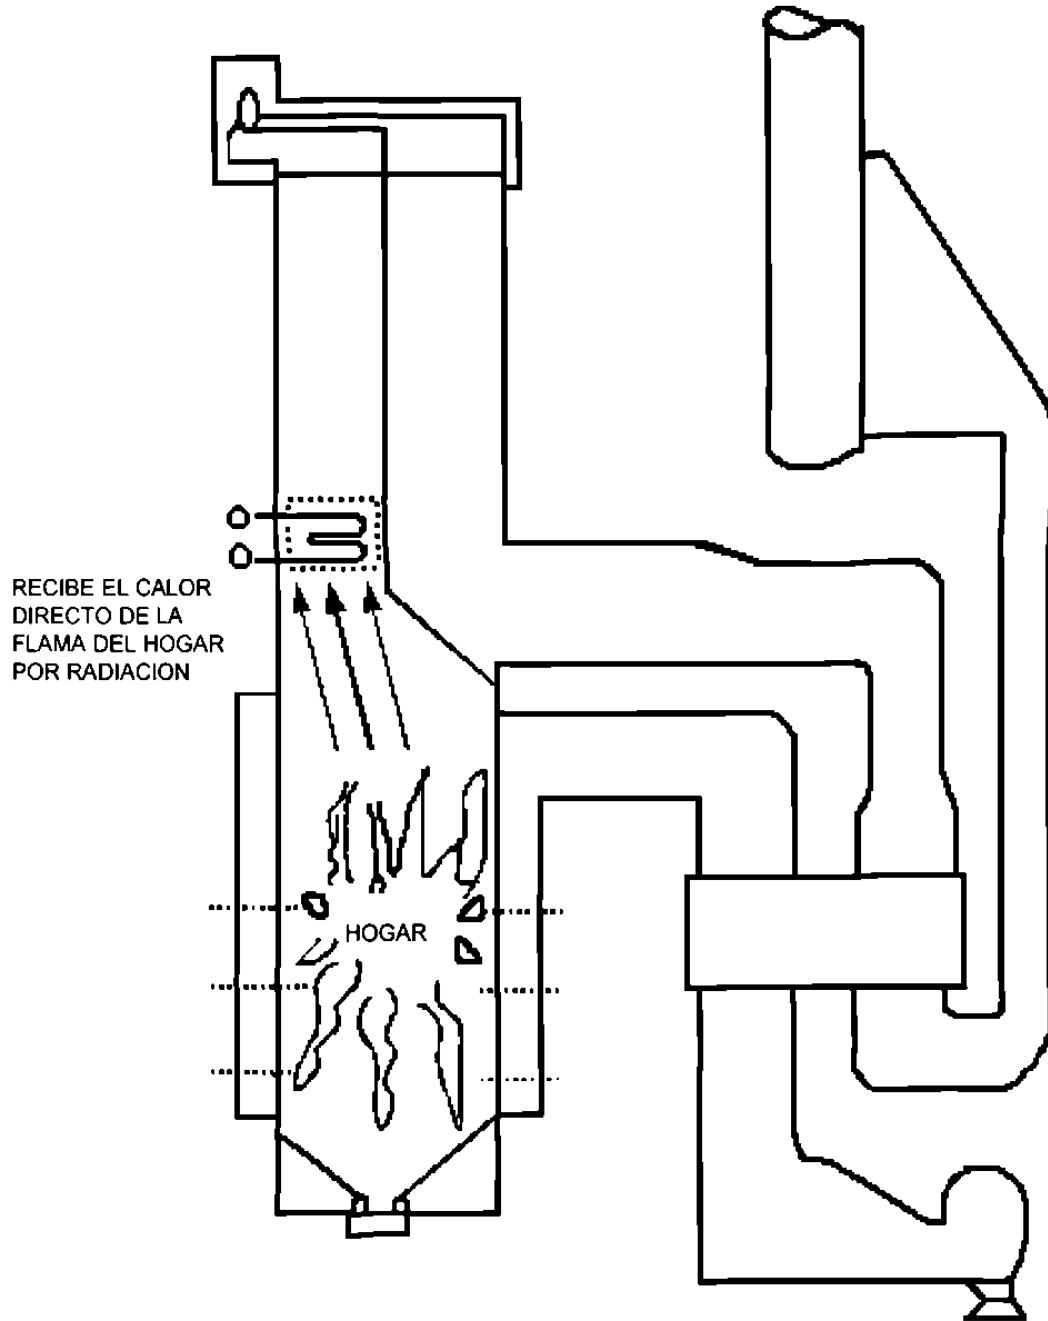 RECIBE EL CALOR
DIRECTO DE LA
FLAMA DEL HOGAR
POR RADIACION
HOGAR